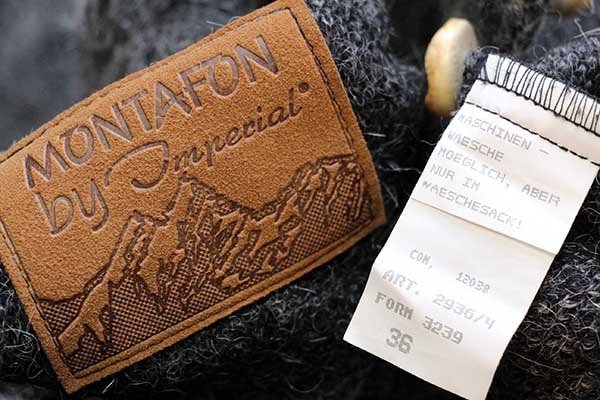 MONTAFON
by Imperial®
MASCHINEN -
WAESCHE
MOEGLICH, ABER
NUR IM
WAESCHESACK!
COM, 12038
ART. 2936/4
FORM 3239
36